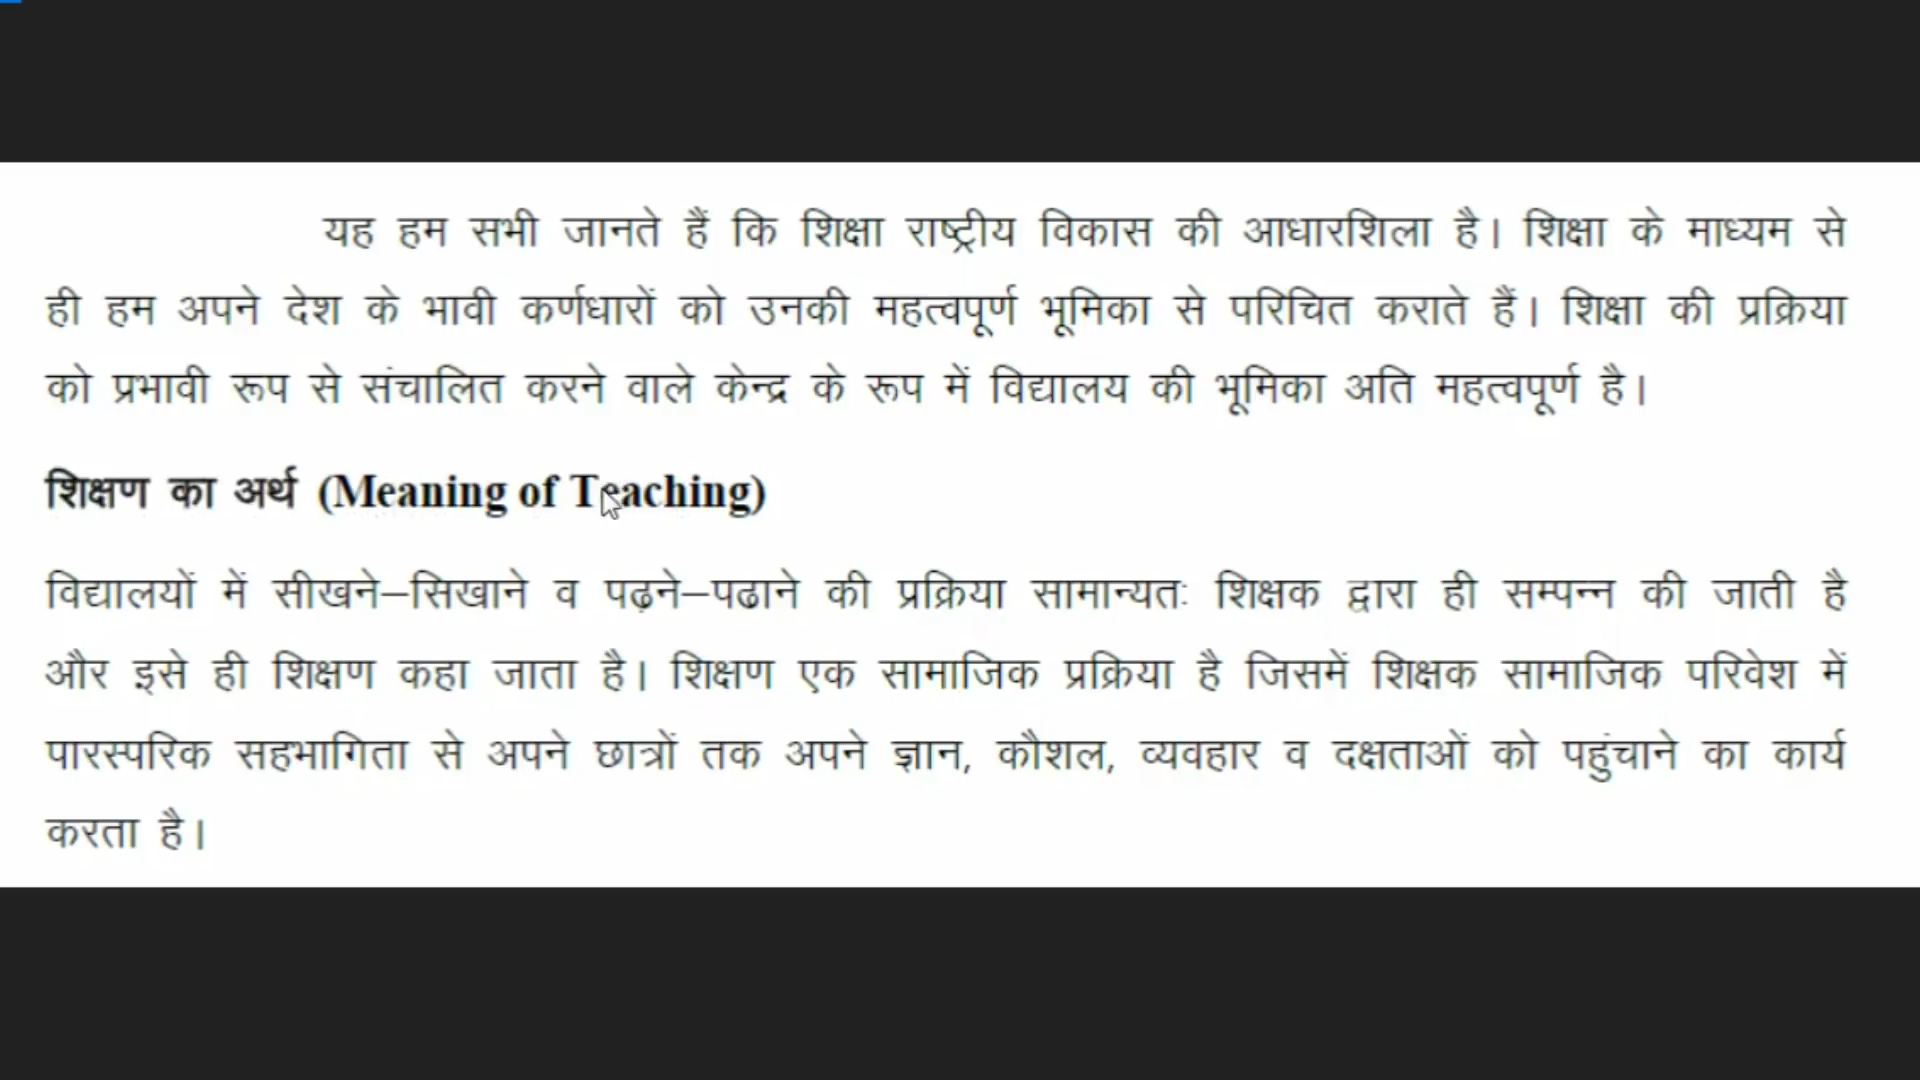 यह हम सभी जानते हैं कि शिक्षा राष्ट्रीय विकास की आधारशिला है। शिक्षा के माध्यम से
ही हम अपने देश के भावी कर्णधारों को उनकी महत्वपूर्ण भूमिका से परिचित कराते हैं। शिक्षा की प्रक्रिया
को प्रभावी रूप से संचालित करने वाले केन्द्र के रूप में विद्यालय की भूमिका अति महत्वपूर्ण है।
शिक्षण का अर्थ (Meaning of Teaching)
विद्यालयों में सीखने–सिखाने व पढ़ने–पढाने की प्रक्रिया सामान्यतः शिक्षक द्वारा ही सम्पन्न की जाती है
और इसे ही शिक्षण कहा जाता है। शिक्षण एक सामाजिक प्रक्रिया है जिसमें शिक्षक सामाजिक परिवेश में
पारस्परिक सहभागिता से अपने छात्रों तक अपने ज्ञान, कौशल, व्यवहार व दक्षताओं को पहुंचाने का कार्य
करता है।